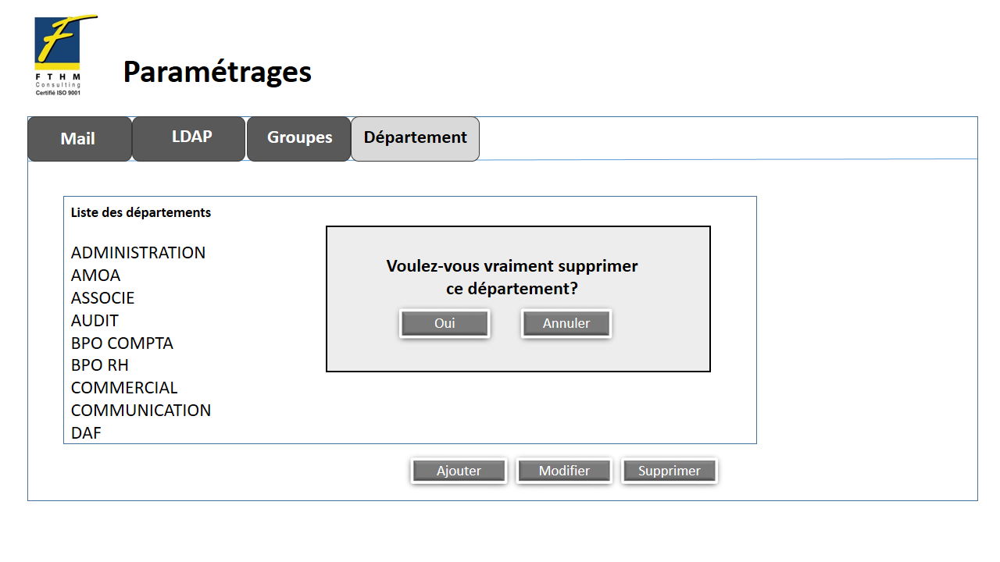 F T H M
Consulting
Certifié ISO 9001
Paramétrages
Mail
LDAP
Groupes
Département
Liste des départements
ADMINISTRATION
AMOA
ASSOCIE
AUDIT
BPO COMPTA
BPO RH
COMMERCIAL
COMMUNICATION
DAF
Voulez-vous vraiment supprimer
ce département?
Oui
Annuler
Ajouter
Modifier
Supprimer